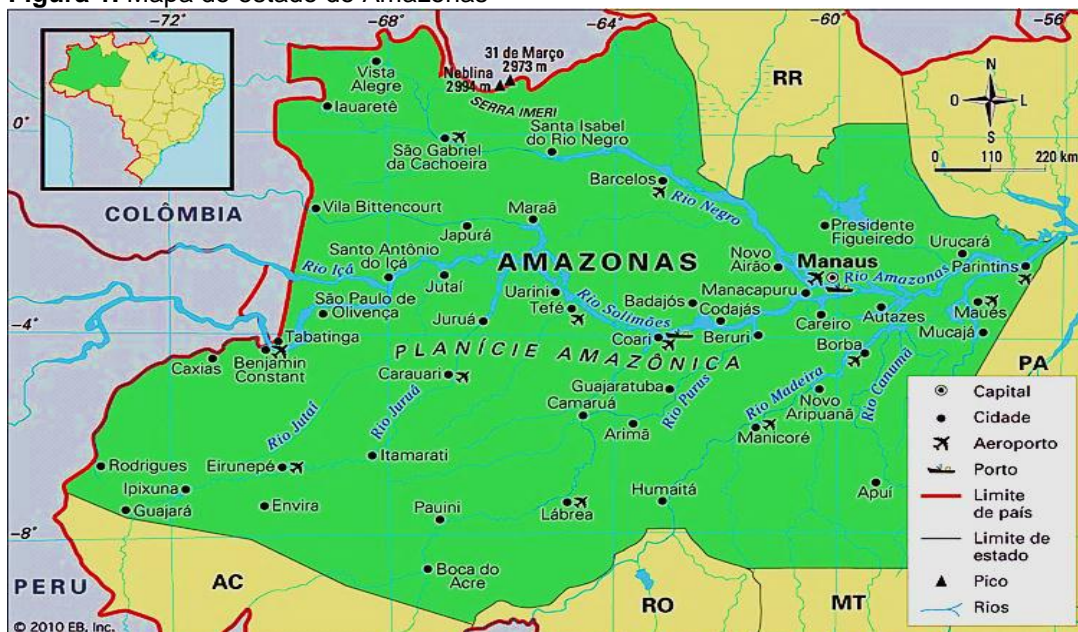 Figura 1. Mapa do estado do Amazonas
-72
-68
-64
-60
-56
31 de Março
2973 m
Neblina
2994 m
SERRA IMERI
Vista
Alegre
Iauaretê
RR
N
O
L
S
0
110
220 km
0°
São Gabriel
da Cachoeira
Santa Isabel
do Rio Negro
Barcelos
Rio Negro
COLÔMBIA
Vila Bittencourt
Japurá
Maraã
Presidente
Figueiredo
Urucará
Santo Antônio
do Içá
Rio Içá
AMAZONAS
Novo
Airão
Manaus
Rio Amazonas
Parintins
Jutaí
Uarini
Tefé
Rio Solimões
Badajós
Codajás
Manacapuru
São Paulo de
Olivença
Juruá
Careiro
Autazes
Maués
Mucajá
-4°
Tabatinga
Benjamin
Constant
Caxias
PLANÍCIE AMAZÔNICA
Coari
Beruri
Borba
PA
Carauari
Guajaratuba
Camaruá
Rio Purus
Rio Madeira
Novo
Aripuanã
Rio Canumã
Rio Jutaí
Rio Juruá
Arimã
Manicoré
Rodrigues
Eirunepé
Itamarati
Ipixuna
Guajará
Envira
Pauini
Lábrea
Humaitá
Apuí
-8°
Boca do
Acre
PERU
AC
RO
MT
Capital
Cidade
Aeroporto
Porto
Limite
de país
Limite de
estado
Pico
Rios
© 2010 EB, Inc.